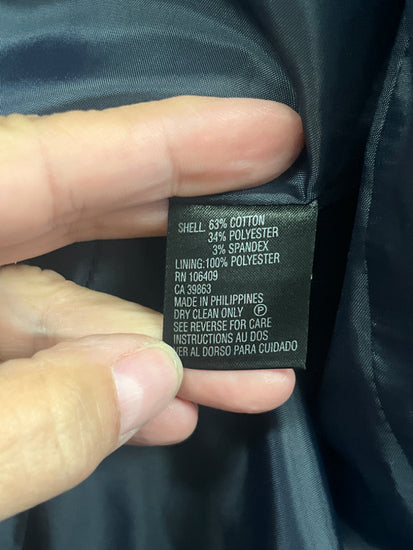 SHELL: 63% COTTON
34% POLYESTER
3% SPANDEX
LINING:100% POLYESTER
RN 106409
CA 39863
MADE IN PHILIPPINES
DRY CLEAN ONLY Ⓟ
SEE REVERSE FOR CARE
INSTRUCTIONS AU DOS
ER AL DORSO PARA CUIDADO